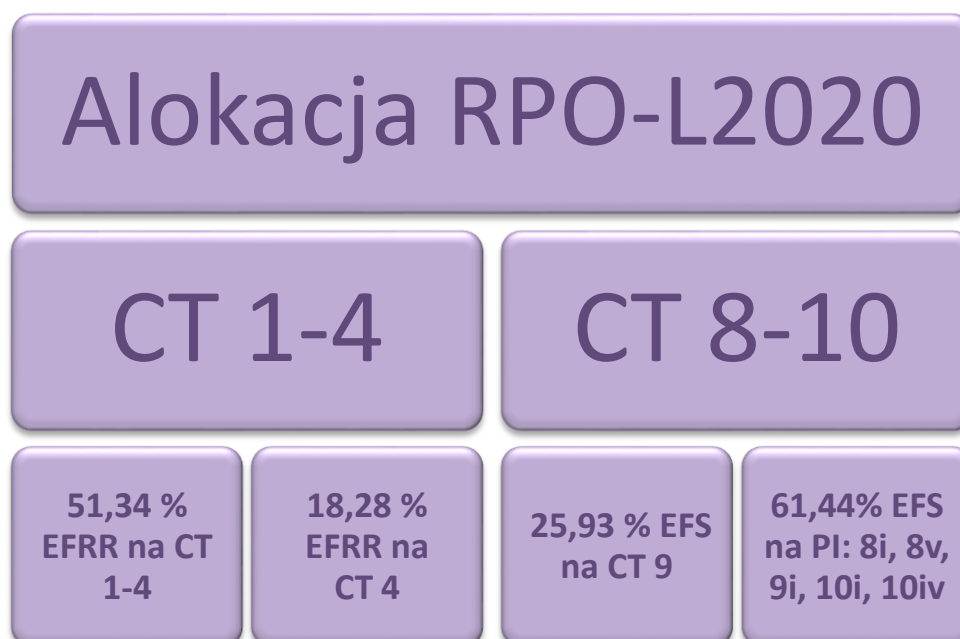 Alokacja RPO-L2020
CT 1-4
CT 8-10
51,34 %
EFRR na CT
1-4
18,28 %
EFRR na
CT 4
25,93 % EFS
na CT 9
61,44% EFS
na PI: 8i, 8v,
9i, 10i, 10iv